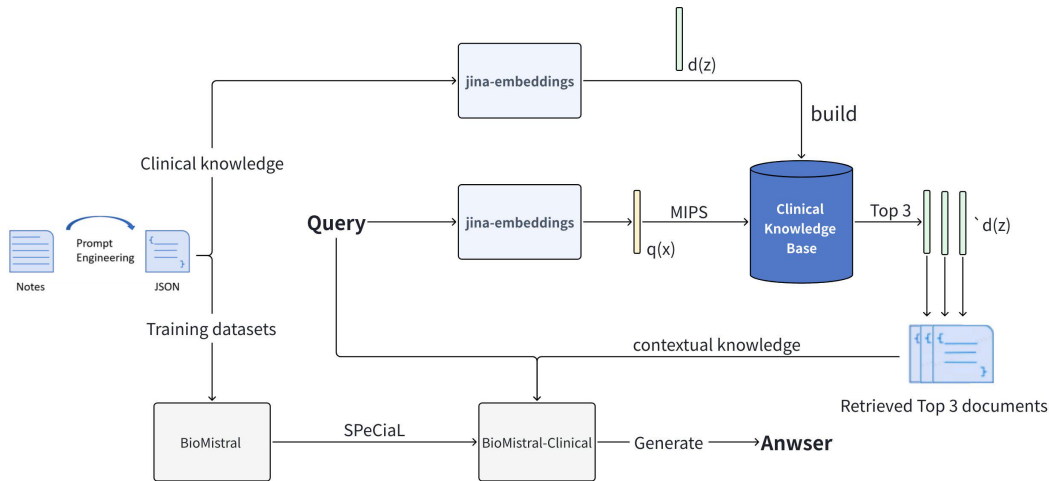 jina-embeddings
d(z)
build
Clinical knowledge
Query
jina-embeddings
MIPS
q(x)
Clinical
Knowledge
Base
Top 3
`d(z)
Prompt
Engineering
Notes
{
}
JSON
Training datasets
contextual knowledge
{ { {
}
Retrieved Top 3 documents
BioMistral
SPeCiaL
BioMistral-Clinical
Generate
Anwser